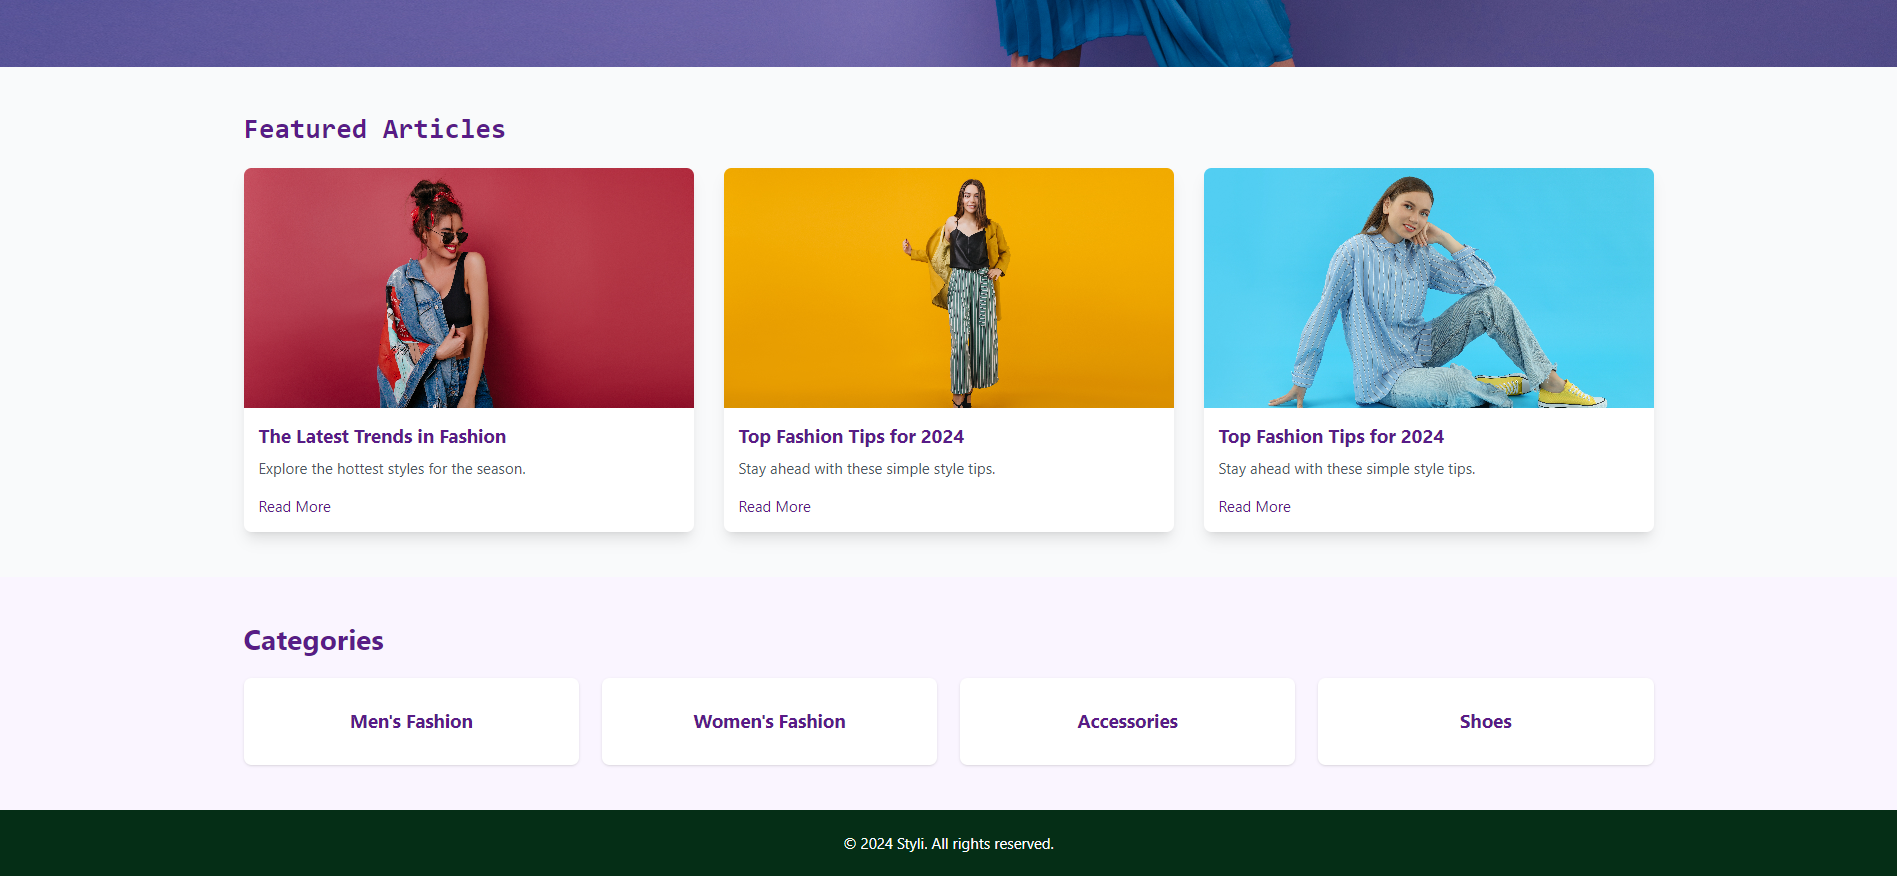 Featured Articles
The Latest Trends in Fashion
Explore the hottest styles for the season.
Read More
Top Fashion Tips for 2024
Stay ahead with these simple style tips.
Read More
Top Fashion Tips for 2024
Stay ahead with these simple style tips.
Read More
Categories
Men's Fashion
Women's Fashion
Accessories
Shoes
© 2024 Styli. All rights reserved.